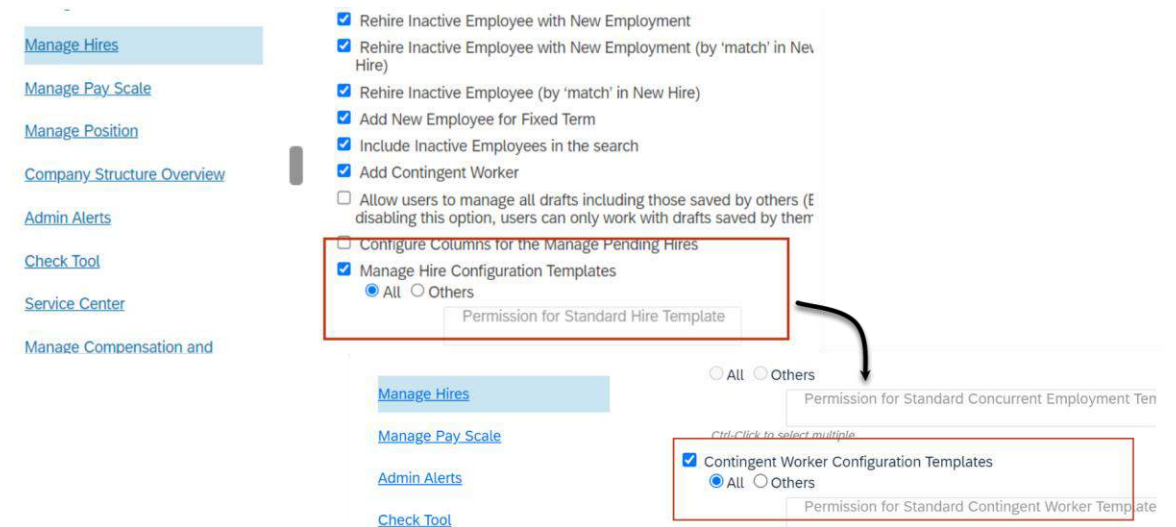 Manage Hires
Manage Pay Scale
Manage Position
Company Structure Overview
Admin Alerts
Check Tool
Service Center
Manage Compensation and
Rehire Inactive Employee with New Employment
Rehire Inactive Employee with New Employment (by ‘match’ in New
Hire)
Rehire Inactive Employee (by ‘match’ in New Hire)
Add New Employee for Fixed Term
Include Inactive Employees in the search
Add Contingent Worker
Allow users to manage all drafts including those saved by others (E
disabling this option, users can only work with drafts saved by them
Configure Columns for the Manage Pending Hires
Manage Hire Configuration Templates
All Others
Permission for Standard Hire Template
Manage Hires
Manage Pay Scale
Admin Alerts
Check Tool
All Others
Permission for Standard Concurrent Employment Tem
Ctrl-Click to select multiple
Contingent Worker Configuration Templates
All Others
Permission for Standard Contingent Worker Template